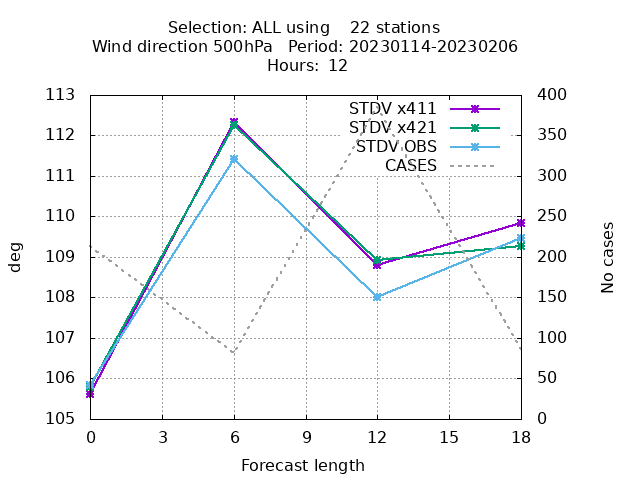 Selection: ALL using    22 stations
Wind direction 500hPa   Period: 20230114-20230206
Hours: 12
113 400
STDV x411
STDV x421
112 350
STDV OBS
CASES
111 300
110 250
109 200
108 150
107 100
106 50
105 0
deg
No cases
0 3 6 9 12 15 18
Forecast length